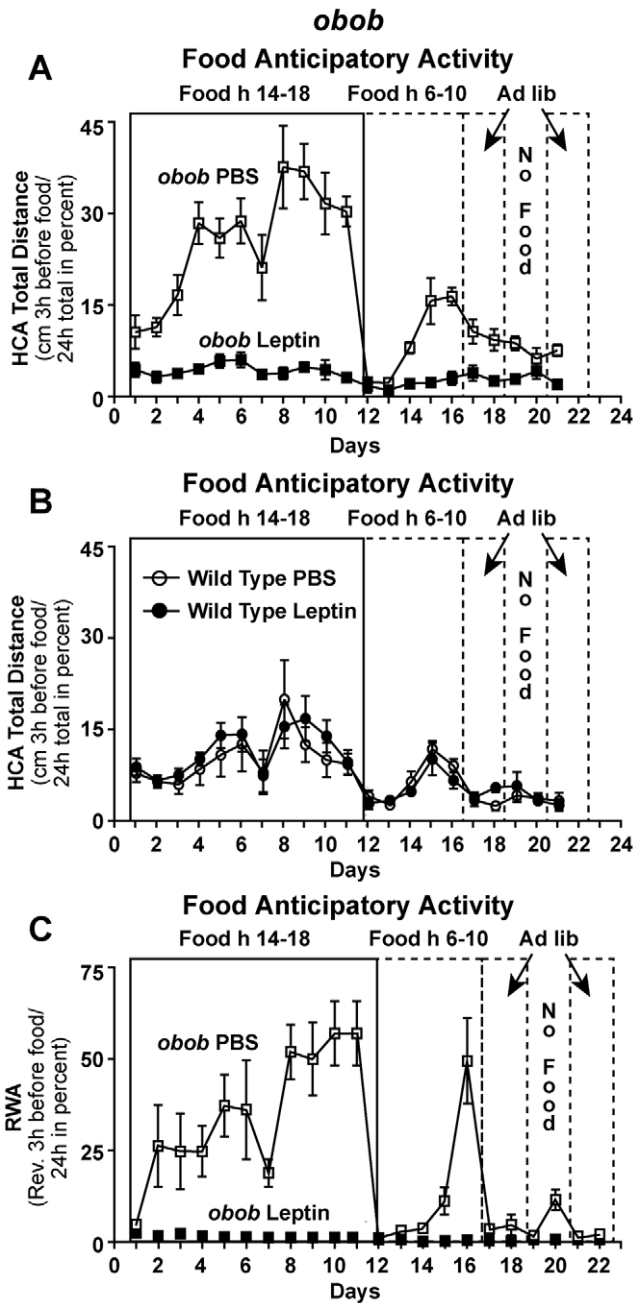 obob
A
Food Anticipatory Activity
Food h 14-18 Food h 6-10 Ad lib
45
30
15
0
HCA Total Distance
(cm 3h before food/
24h total in percent)
obob PBS
obob Leptin
No Food
0 2 4 6 8 10 12 14 16 18 20 22 24
Days
B
Food Anticipatory Activity
Food h 14-18 Food h 6-10 Ad lib
45
30
15
0
HCA Total Distance
(cm 3h before food/
24h total in percent)
Wild Type PBS
Wild Type Leptin
No Food
0 2 4 6 8 10 12 14 16 18 20 22 24
Days
C
Food Anticipatory Activity
Food h 14-18 Food h 6-10 Ad lib
75
50
25
0
RWA
(Rev. 3h before food/
24h in percent)
obob PBS
obob Leptin
No Food
0 2 4 6 8 10 12 14 16 18 20 22
Days